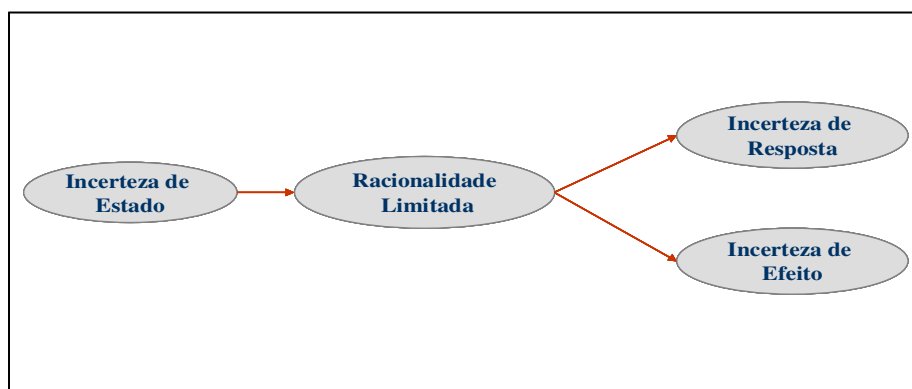 Incerteza de
Estado
Racionalidade
Limitada
Incerteza de
Resposta
Incerteza de
Efeito